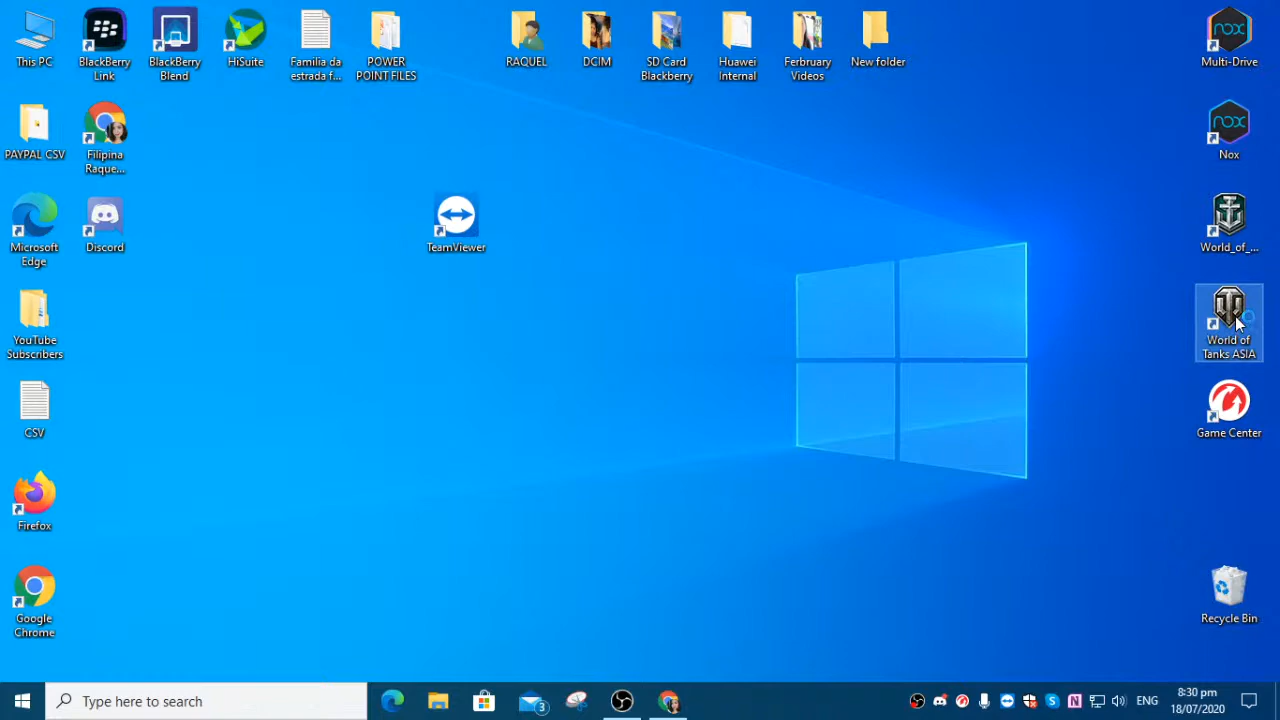 This PC
BlackBerry
Link
BlackBerry
Blend
HiSuite
Familia da
estrada f...
POWER
POINT FILES
RAQUEL
DCIM
SD Card
Blackberry
Huawei
Internal
Ferbruary
Videos
New folder
Multi-Drive
PAYPAL CSV
Filipina
Raque...
nox
Nox
Microsoft
Edge
Discord
TeamViewer
World_of_...
YouTube
Subscribers
World of
Tanks ASIA
CSV
Game Center
Firefox
Google
Chrome
Recycle Bin
Type here to search
3
ENG
8:30 pm
18/07/2020